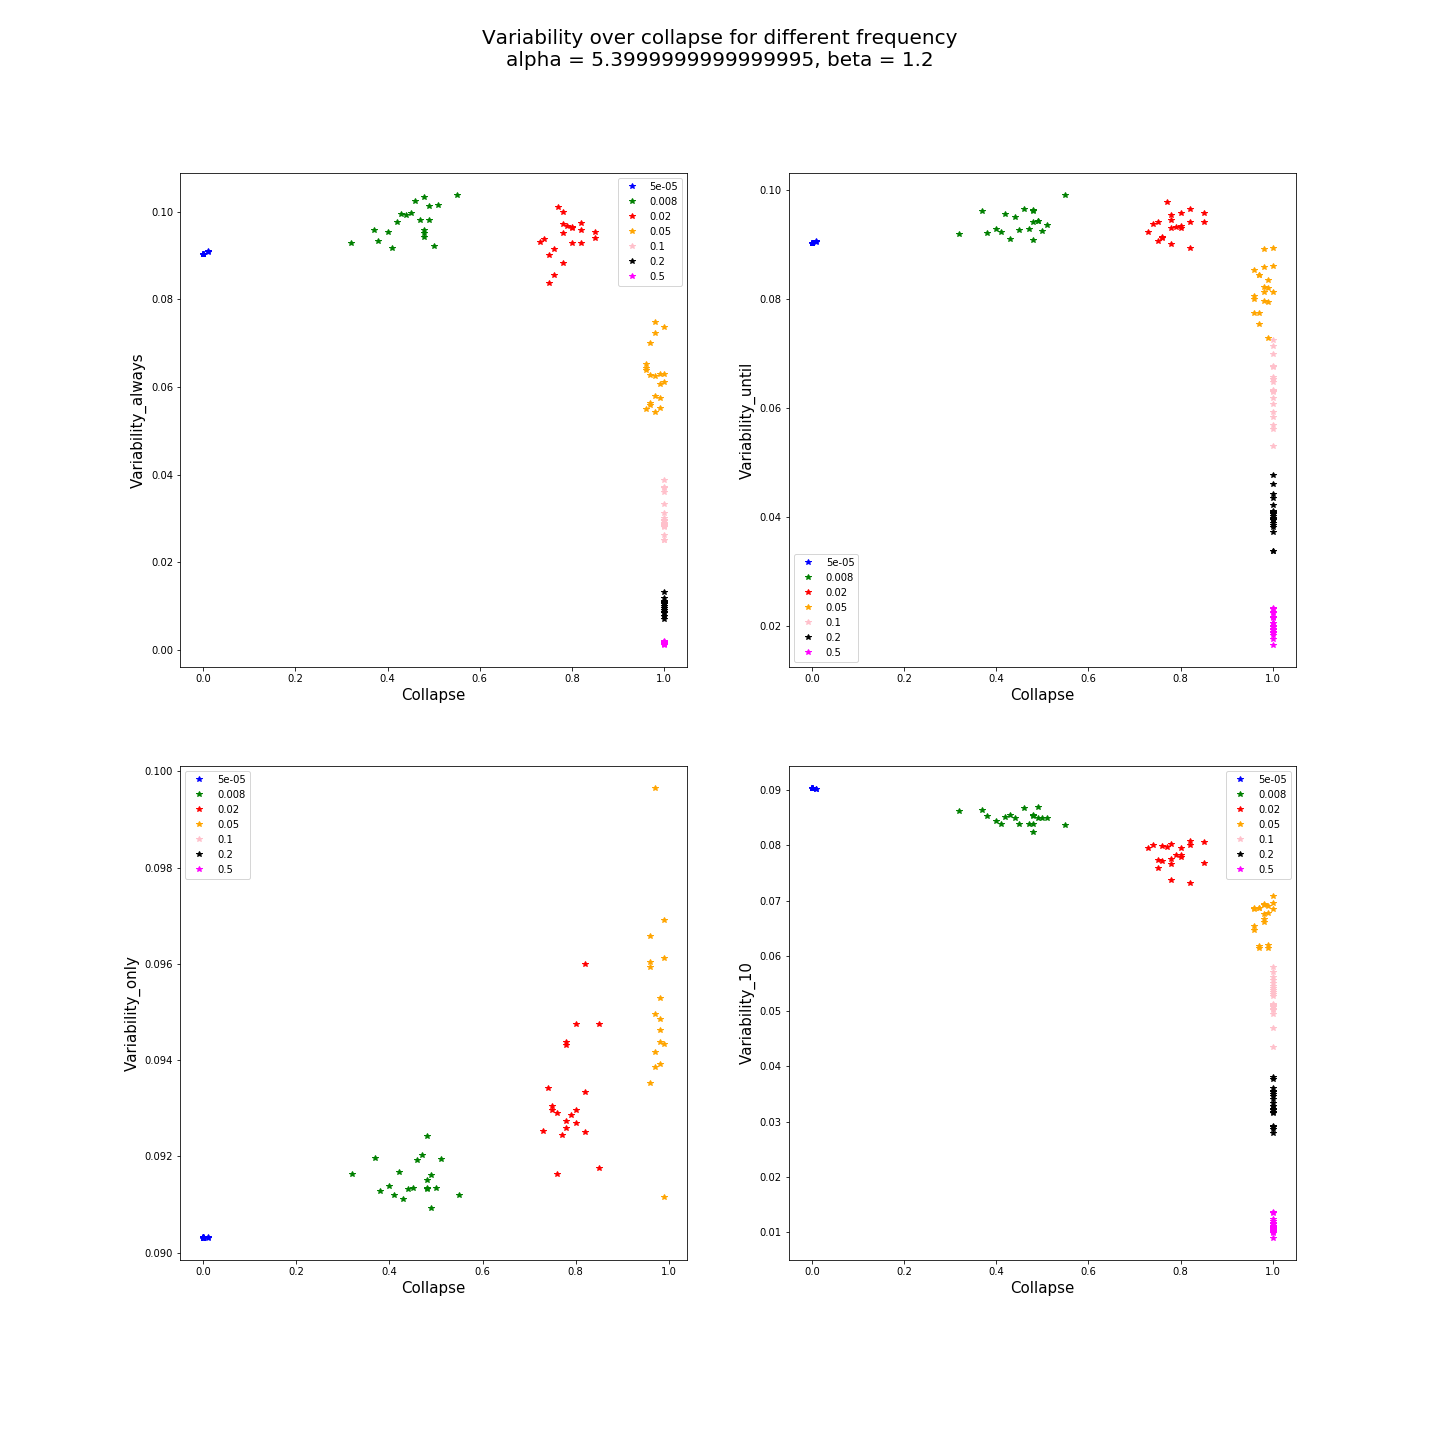 Variability over collapse for different frequency
alpha = 5.3999999999999995, beta = 1.2
Variability_always
0.10
0.08
0.06
0.04
0.02
0.00
0.0 0.2 0.4 0.6 0.8 1.0
Collapse
5e-05
0.008
0.02
0.05
0.1
0.2
0.5
Variability_until
0.10
0.08
0.06
0.04
0.02
0.0 0.2 0.4 0.6 0.8 1.0
Collapse
5e-05
0.008
0.02
0.05
0.1
0.2
0.5
Variability_only
0.100
0.098
0.096
0.094
0.092
0.090
0.0 0.2 0.4 0.6 0.8 1.0
Collapse
5e-05
0.008
0.02
0.05
0.1
0.2
0.5
Variability_10
0.09
0.08
0.07
0.06
0.05
0.04
0.03
0.02
0.01
0.0 0.2 0.4 0.6 0.8 1.0
Collapse
5e-05
0.008
0.02
0.05
0.1
0.2
0.5